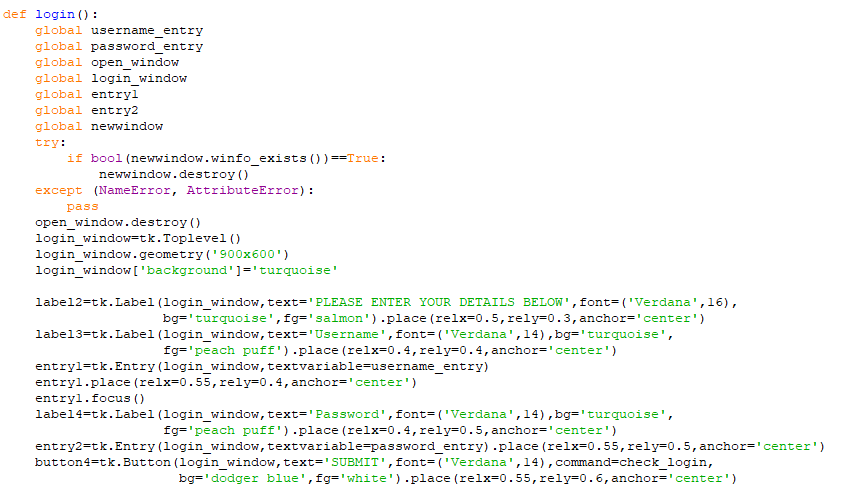 def login():
    global username_entry
    global password_entry
    global open_window
    global login_window
    global entry1
    global entry2
    global newwindow
    try:
        if bool(newwindow.winfo_exists())==True:
            newwindow.destroy()
    except (NameError, AttributeError):
        pass
    open_window.destroy()
    login_window=tk.Toplevel()
    login_window.geometry('900x600')
    login_window['background']='turquoise'

    label2=tk.Label(login_window,text='PLEASE ENTER YOUR DETAILS BELOW',font=('Verdana',16),
                    bg='turquoise',fg='salmon').place(relx=0.5,rely=0.3,anchor='center')
    label3=tk.Label(login_window,text='Username',font=('Verdana',14),bg='turquoise',
                    fg='peach puff').place(relx=0.4,rely=0.4,anchor='center')
    entry1=tk.Entry(login_window,textvariable=username_entry)
    entry1.place(relx=0.55,rely=0.4,anchor='center')
    entry1.focus()
    label4=tk.Label(login_window,text='Password',font=('Verdana',14),bg='turquoise',
                    fg='peach puff').place(relx=0.4,rely=0.5,anchor='center')
    entry2=tk.Entry(login_window,textvariable=password_entry).place(relx=0.55,rely=0.5,anchor='center')
    button4=tk.Button(login_window,text='SUBMIT',font=('Verdana',14),command=check_login,
                      bg='dodger blue',fg='white').place(relx=0.55,rely=0.6,anchor='center')